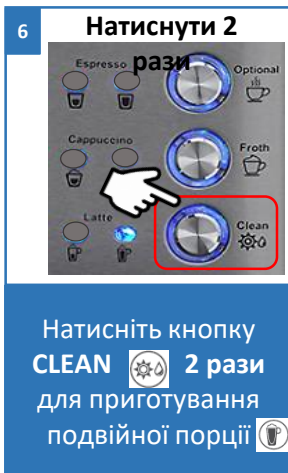 6
Натиснути 2
рази
Espresso
Optional
Cappuccino
Froth
Latte
Clean
Натисніть кнопку
CLEAN 2 рази
для приготування
подвійної порції